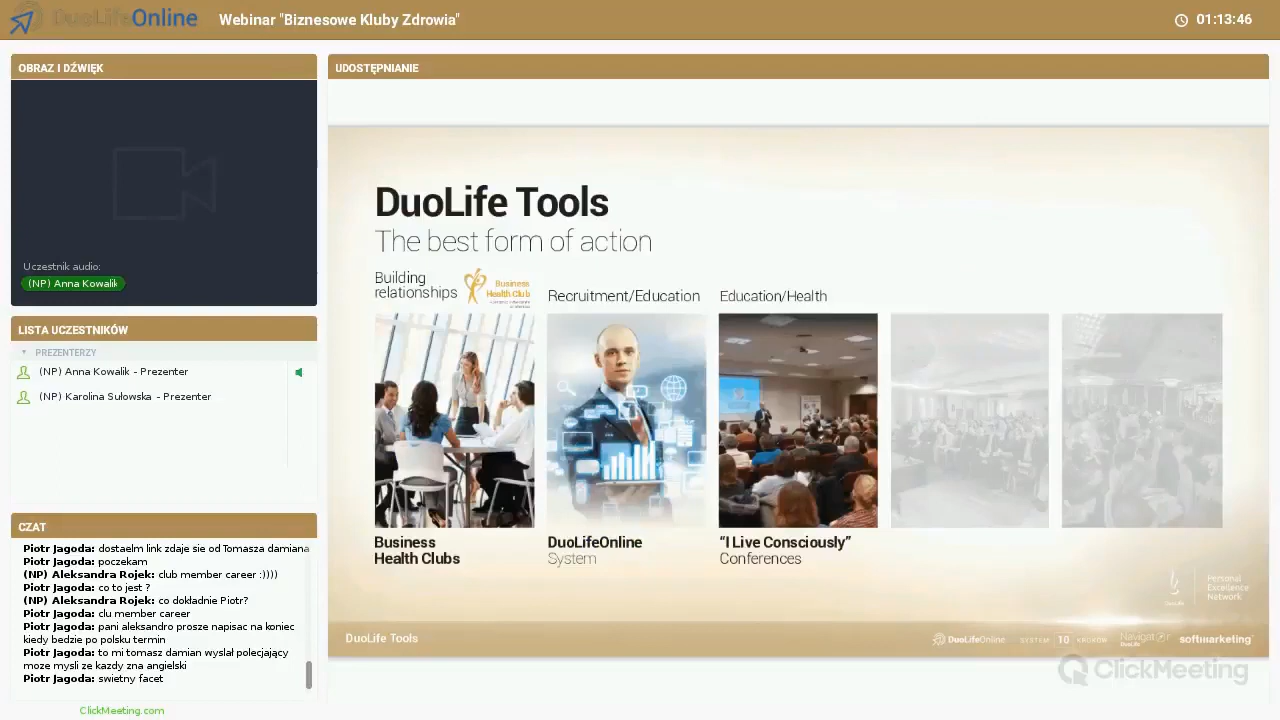 DuoLifeOnline
Webinar "Biznesowe Kluby Zdrowia"
01:13:46
OBRAZ I DŹWIĘK
Uczestnik audio:
(NP) Anna Kowalik
LISTA UCZESTNIKÓW
PREZENTERZY
(NP) Anna Kowalik - Prezenter
(NP) Karolina Sułowska - Prezenter
CZAT
Piotr Jagoda: dostaelm link zdaje sie od Tomasza damiana
Piotr Jagoda: poczekam
(NP) Aleksandra Rojek: club member career :))))
Piotr Jagoda: co to jest ?
(NP) Aleksandra Rojek: co dokladnie Piotr?
Piotr Jagoda: clu member career
Piotr Jagoda: pani aleksandro prosze napisac na koniec
kiedy bedzie po polsku termin
Piotr Jagoda: to mi tomasz damian wyslał polecjający
moze mysli ze kazdy zna angielski
Piotr Jagoda: swietny facet
ClickMeeting.com
UDOSTĘPNIANIE
DuoLife Tools
The best form of action
Building
relationships
Business
Health Club
Recruitment/Education
Education/Health
Business
Health Clubs
DuoLifeOnline
System
“I Live Consciously”
Conferences
DuoLife
Personal
Excellence
Network
DuoLife Tools
DuoLifeOnline
SYSTEM 10 KROKÓW
Navigator
DuoLife
softmarketing
ClickMeeting